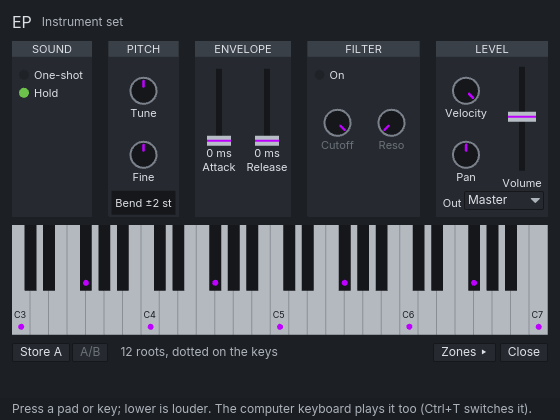 EP Instrument set
SOUND PITCH ENVELOPE FILTER LEVEL
One-shot
Hold
Tune
Fine
Bend ±2 st
0 ms 0 ms
Attack Release
On
Cutoff Reso
Velocity
Pan
Volume
Out Master
C3 C4 C5 C6 C7
Store A A/B 12 roots, dotted on the keys Zones Close
Press a pad or key; lower is louder. The computer keyboard plays it too (Ctrl+T switches it).